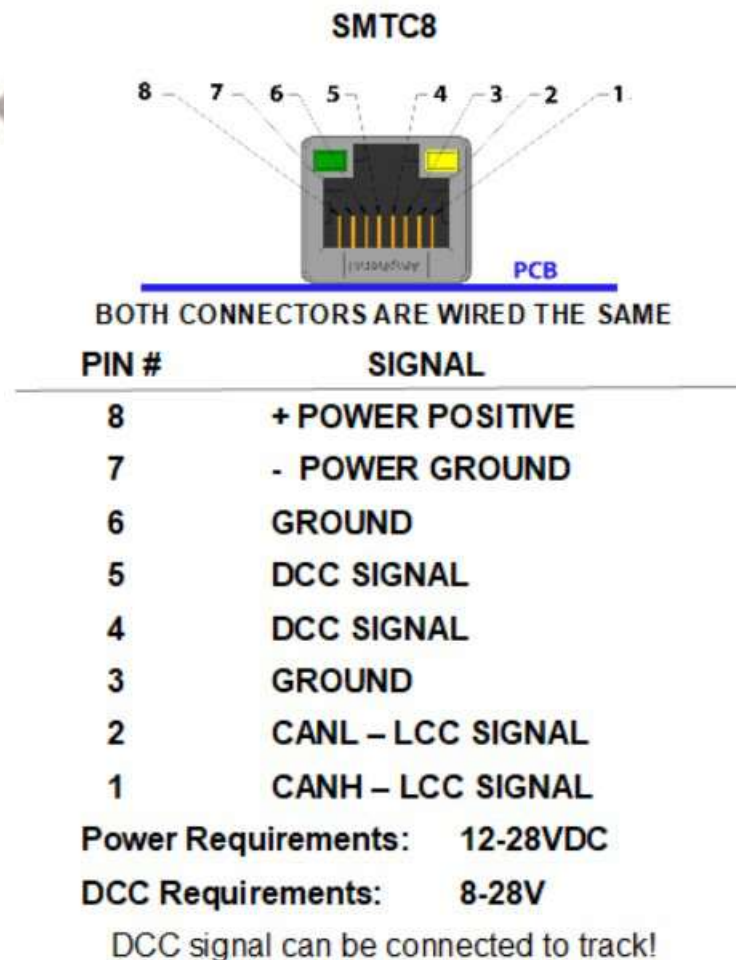 SMTC8
8 7 6 5 4 3 2 1
Amphenol
PCB
BOTH CONNECTORS ARE WIRED THE SAME
PIN # SIGNAL
8 + POWER POSITIVE
7 - POWER GROUND
6 GROUND
5 DCC SIGNAL
4 DCC SIGNAL
3 GROUND
2 CANL – LCC SIGNAL
1 CANH – LCC SIGNAL
Power Requirements: 12-28VDC
DCC Requirements: 8-28V
DCC signal can be connected to track!